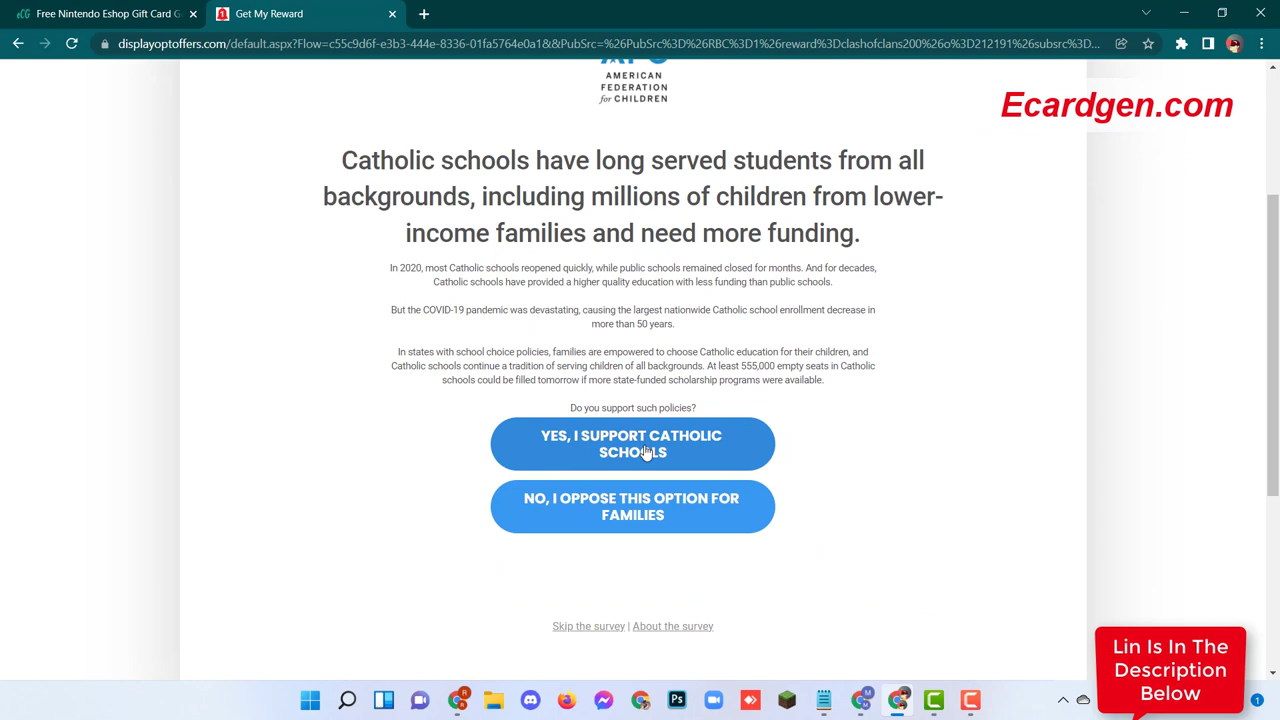 Free Nintendo Eshop Gift Card G
Get My Reward
displayoptoffers.com/default.aspx?Flow=c55c9d6f-e3b3-444e-8336-01fa5764e0a1&&PubSrc=%26PubSrc%3D%26RBC%3D1%26reward%3Dclashofclans200%26o%3D212191%26subsrc%3D...
Ecardgen.com
AMERICAN
FEDERATION
for CHILDREN
Catholic schools have long served students from all
backgrounds, including millions of children from lower-
income families and need more funding.
In 2020, most Catholic schools reopened quickly, while public schools remained closed for months. And for decades,
Catholic schools have provided a higher quality education with less funding than public schools.
But the COVID-19 pandemic was devastating, causing the largest nationwide Catholic school enrollment decrease in
more than 50 years.
In states with school choice policies, families are empowered to choose Catholic education for their children, and
Catholic schools continue a tradition of serving children of all backgrounds. At least 555,000 empty seats in Catholic
schools could be filled tomorrow if more state-funded scholarship programs were available.
Do you support such policies?
YES, I SUPPORT CATHOLIC
SCHOOLS
NO, I OPPOSE THIS OPTION FOR
FAMILIES
Skip the survey | About the survey
Lin Is In The
Description
Below